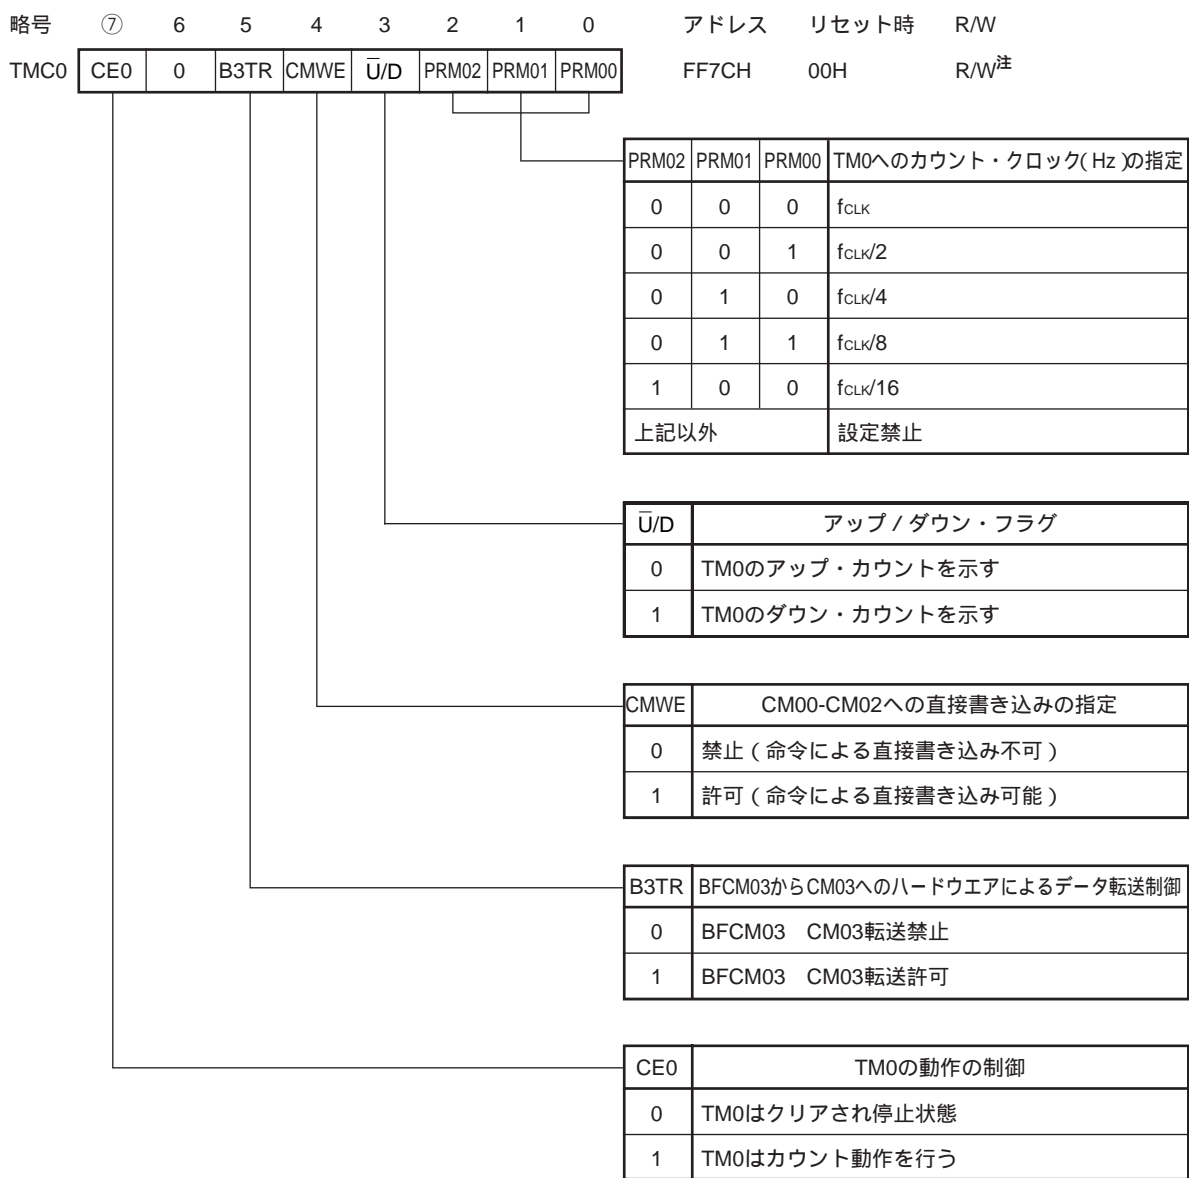 略号 ⑦ 6 5 4 3 2 1 0 アドレス リセット時 R/W
TMC0 CE0 0 B3TR CMWE U̅/D PRM02 PRM01 PRM00 FF7CH 00H R/W注
PRM02 PRM01 PRM00 TM0へのカウント・クロック(Hz)の指定
0 0 0 fCLK
0 0 1 fCLK/2
0 1 0 fCLK/4
0 1 1 fCLK/8
1 0 0 fCLK/16
上記以外 設定禁止
U̅/D アップ/ダウン・フラグ
0 TM0のアップ・カウントを示す
1 TM0のダウン・カウントを示す
CMWE CM00-CM02への直接書き込みの指定
0 禁止(命令による直接書き込み不可)
1 許可(命令による直接書き込み可能)
B3TR BFCM03からCM03へのハードウエアによるデータ転送制御
0 BFCM03 CM03転送禁止
1 BFCM03 CM03転送許可
CE0 TM0の動作の制御
0 TM0はクリアされ停止状態
1 TM0はカウント動作を行う